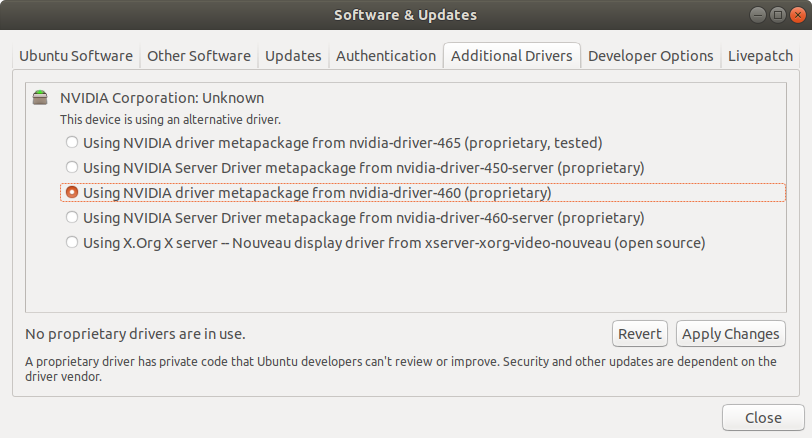 Software & Updates
Ubuntu Software Other Software Updates Authentication Additional Drivers Developer Options Livepatch
NVIDIA Corporation: Unknown
This device is using an alternative driver.
Using NVIDIA driver metapackage from nvidia-driver-465 (proprietary, tested)
Using NVIDIA Server Driver metapackage from nvidia-driver-450-server (proprietary)
Using NVIDIA driver metapackage from nvidia-driver-460 (proprietary)
Using NVIDIA Server Driver metapackage from nvidia-driver-460-server (proprietary)
Using X.Org X server -- Nouveau display driver from xserver-xorg-video-nouveau (open source)
No proprietary drivers are in use. Revert Apply Changes
A proprietary driver has private code that Ubuntu developers can't review or improve. Security and other updates are dependent on the
driver vendor.
Close